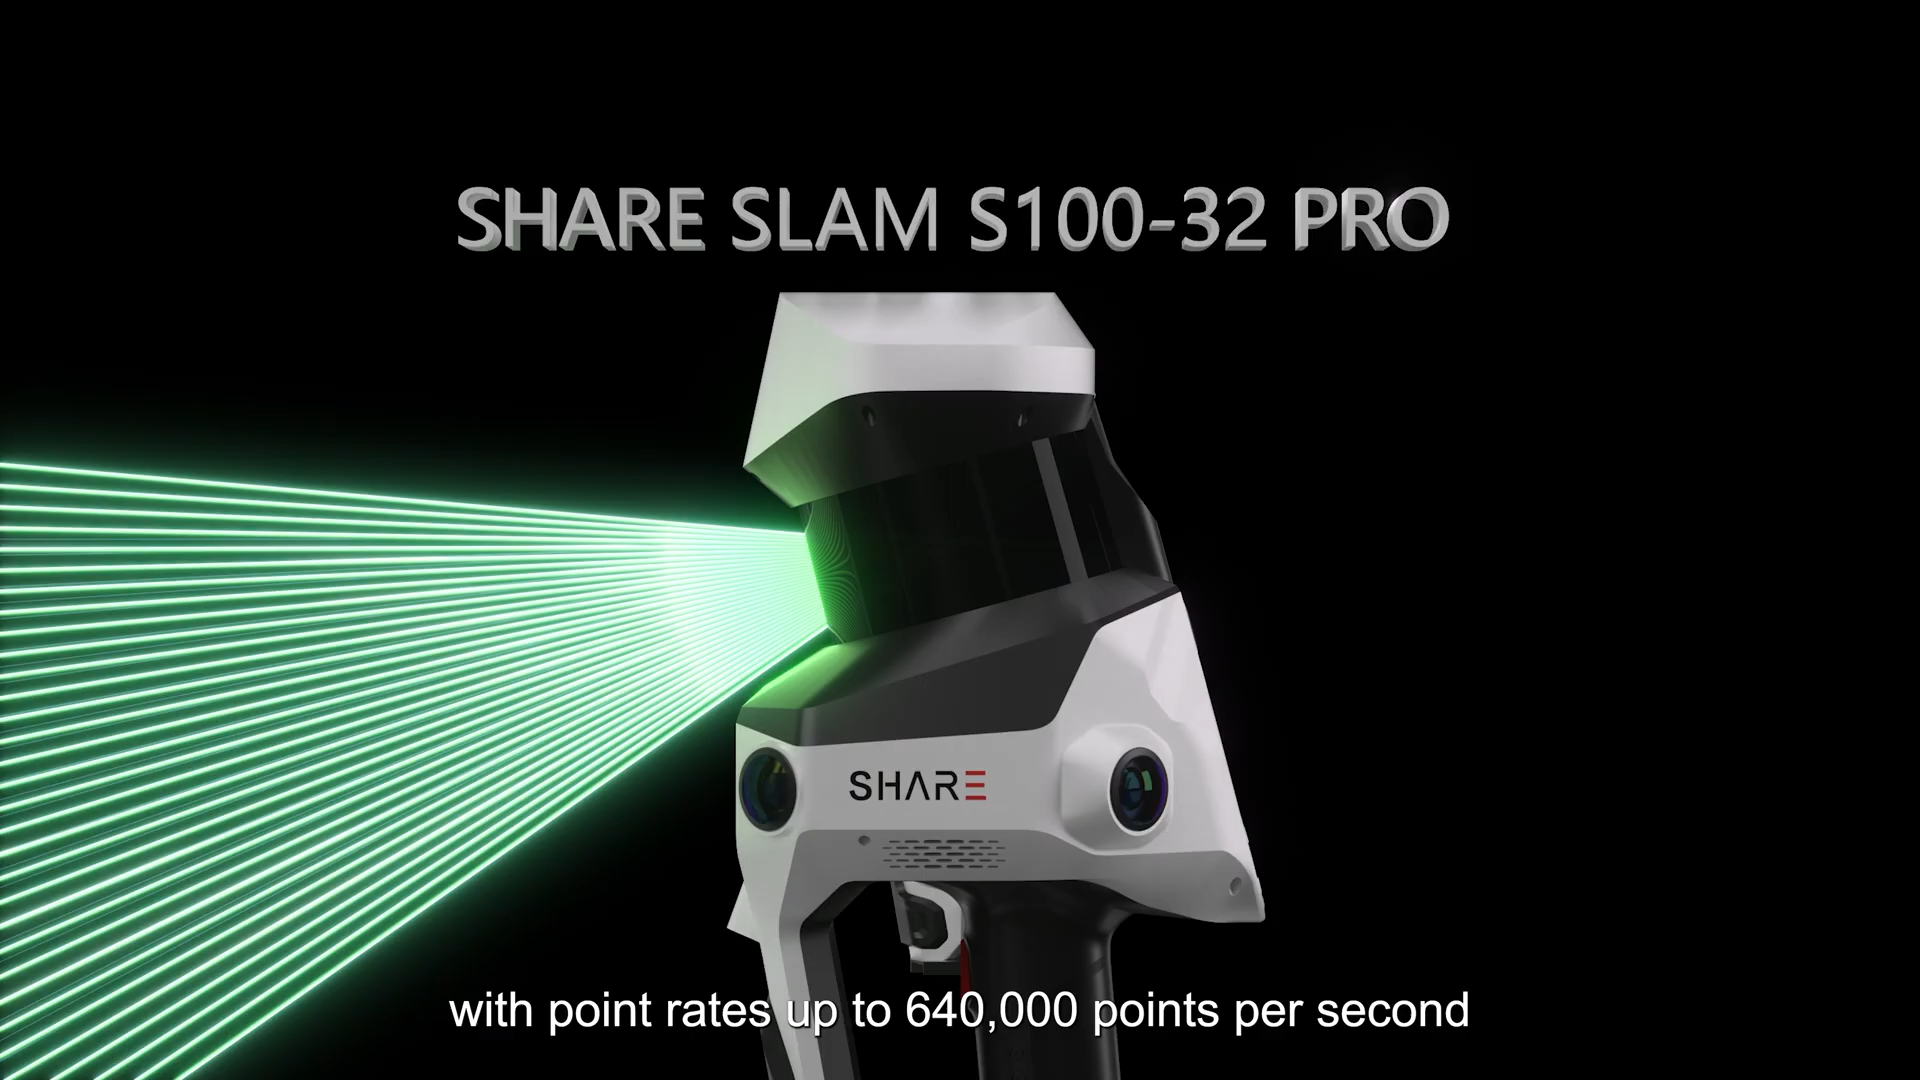 SHARE SLAM S100-32 PRO
SHARE
with point rates up to 640,000 points per second